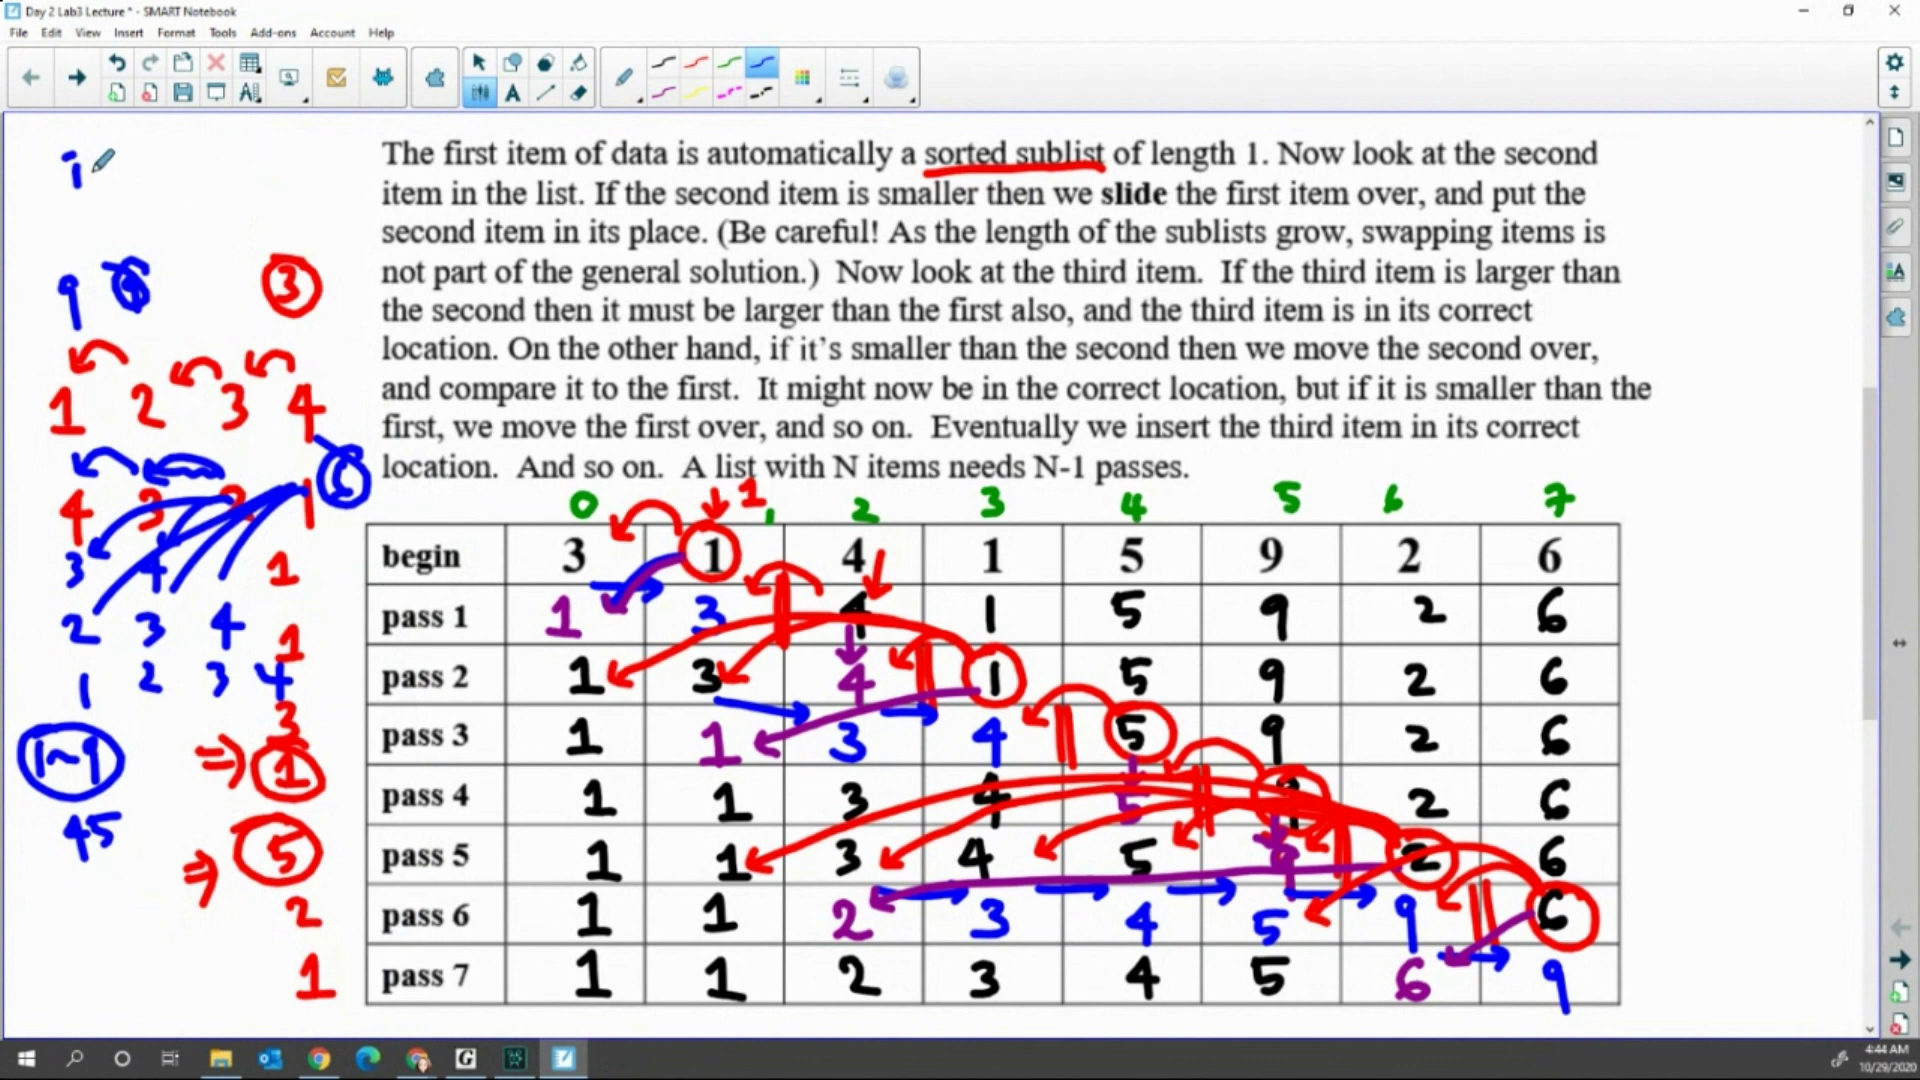 Day 2 Lab3 Lecture * - SMART Notebook
File Edit View Insert Format Tools Add-ons Account Help
The first item of data is automatically a sorted sublist of length 1. Now look at the second
item in the list. If the second item is smaller then we slide the first item over, and put the
second item in its place. (Be careful! As the length of the sublists grow, swapping items is
not part of the general solution.) Now look at the third item. If the third item is larger than
the second then it must be larger than the first also, and the third item is in its correct
location. On the other hand, if it's smaller than the second then we move the second over,
and compare it to the first. It might now be in the correct location, but if it is smaller than the
first, we move the first over, and so on. Eventually we insert the third item in its correct
location. And so on. A list with N items needs N-1 passes.
i
9 3
1 2 3 4
4 3 2 1 6
3 4 1
2 3 4 1
1 2 3 4
3
1~9 1
45 5
2
1
1
0 1 2 3 4 5 6 7
begin 3 1 4 1 5 9 2 6
pass 1 1 3 4 1 5 9 2 6
pass 2 1 3 4 1 5 9 2 6
pass 3 1 1 3 4 5 9 2 6
pass 4 1 1 3 4 5 9 2 6
pass 5 1 1 3 4 5 9 2 6
pass 6 1 1 2 3 4 5 9 6
pass 7 1 1 2 3 4 5 6 9
4:44 AM
10/29/2020